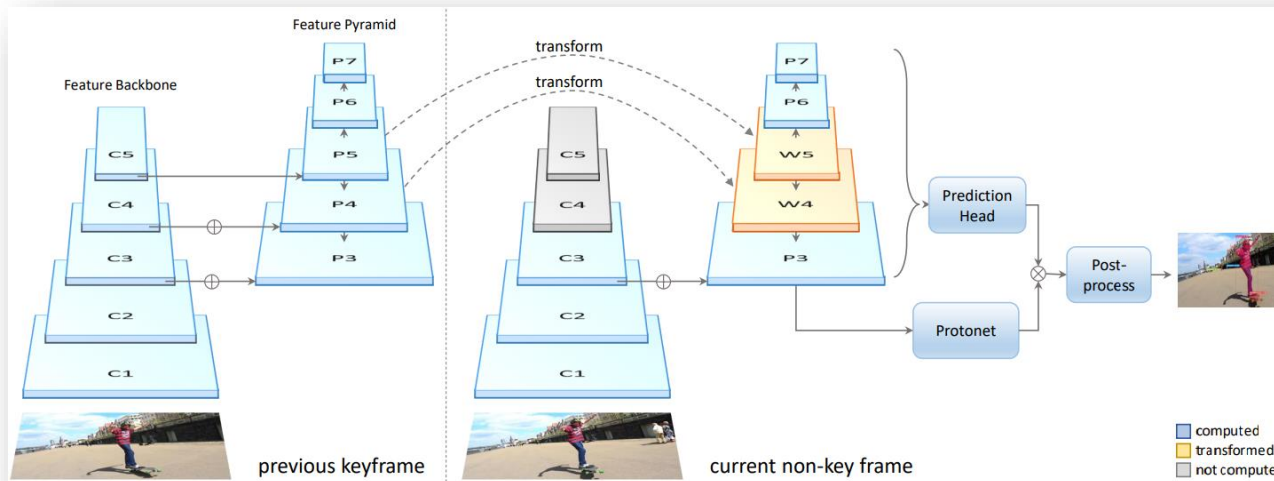 Feature Pyramid
Feature Backbone
P7
P6
P5
P4
P3
C5
C4
C3
C2
C1
previous keyframe
transform
transform
P7
P6
W5
W4
P3
C5
C4
C3
C2
C1
current non-key frame
Prediction
Head
Protonet
Post-
process
computed
transformed
not compute